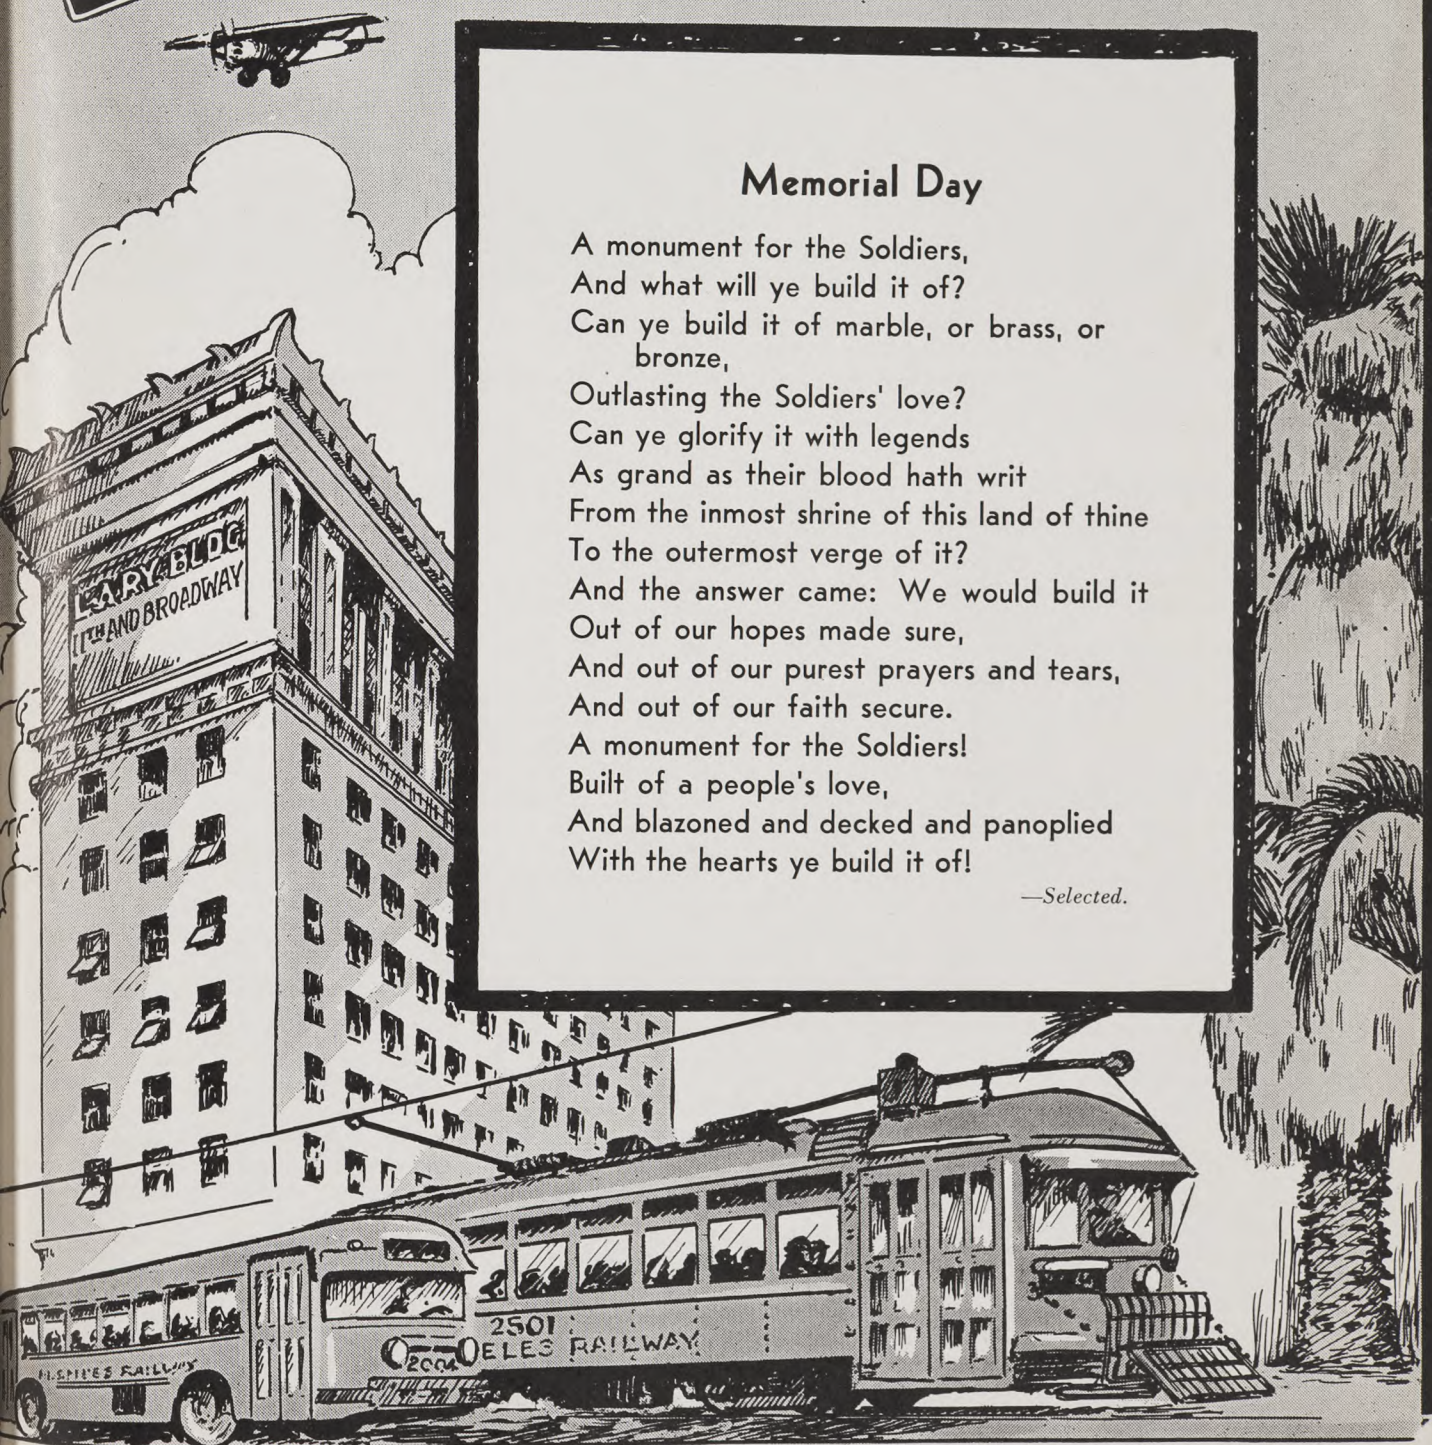 Memorial Day
A monument for the Soldiers,
And what will ye build it of?
Can ye build it of marble, or brass, or
bronze,
Outlasting the Soldiers' love?
Can ye glorify it with legends
As grand as their blood hath writ
From the inmost shrine of this land of thine
To the outermost verge of it?
And the answer came: We would build it
Out of our hopes made sure,
And out of our purest prayers and tears,
And out of our faith secure.
A monument for the Soldiers!
Built of a people's love,
And blazoned and decked and panoplied
With the hearts ye build it of!
—Selected.
L.A.RY. BLDG
11TH AND BROADWAY
2501
ELES RAILWAY
2004
RAILWAY